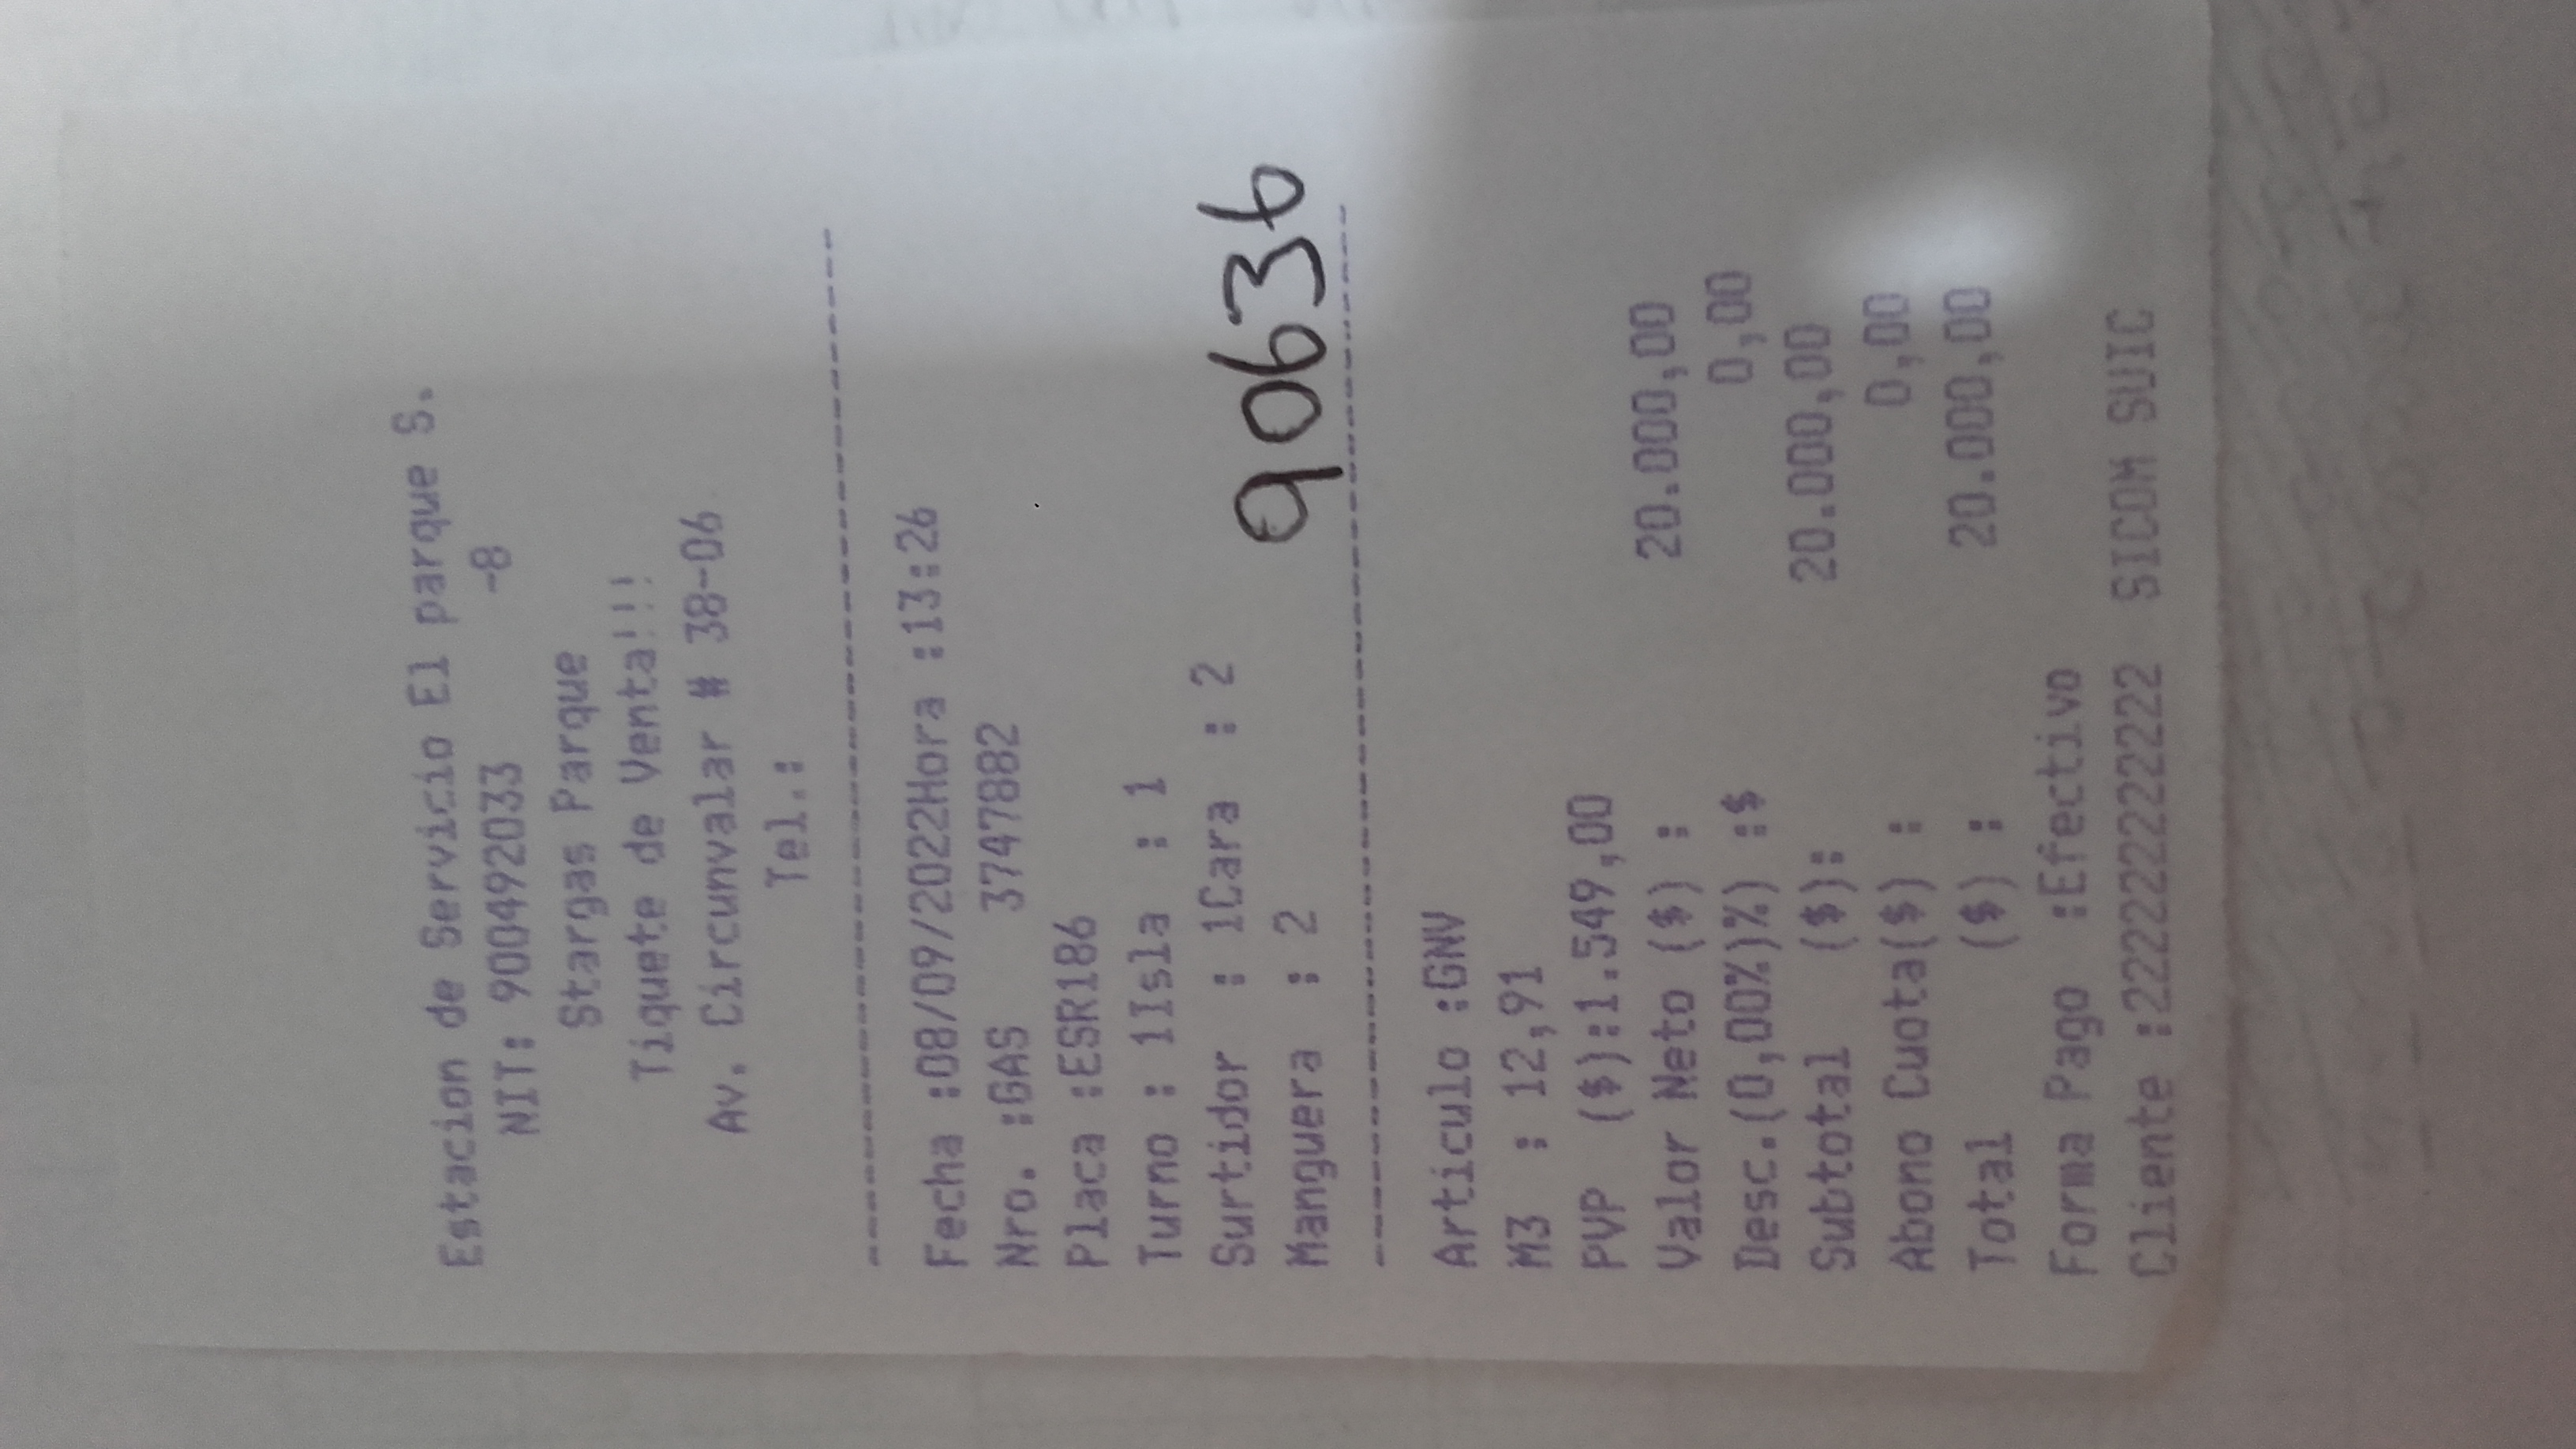 Estacion de Servicio El parque S.
NIT: 900492033 -8
Stargas Parque
Tiquete de Venta!!!
Av. Circunvalar # 38-06
Tel.:
--------------------------------------
Fecha :08/09/2022Hora :13:26
Nro. :GAS 3747882
Placa :ESR186
Turno : 1Isla : 1
Surtidor : 1Cara : 2
Manguera : 2
90636
--------------------------------------
Articulo :GNV
M3 : 12,91
PVP ($):1.549,00
Valor Neto ($) : 20.000,00
Desc.(0,00%)%) :$ 0,00
Subtotal ($): 20.000,00
Abono Cuota($) : 0,00
Total ($) : 20.000,00
Forma Pago :Efectivo
Cliente :222222222222 SICOM SUIC